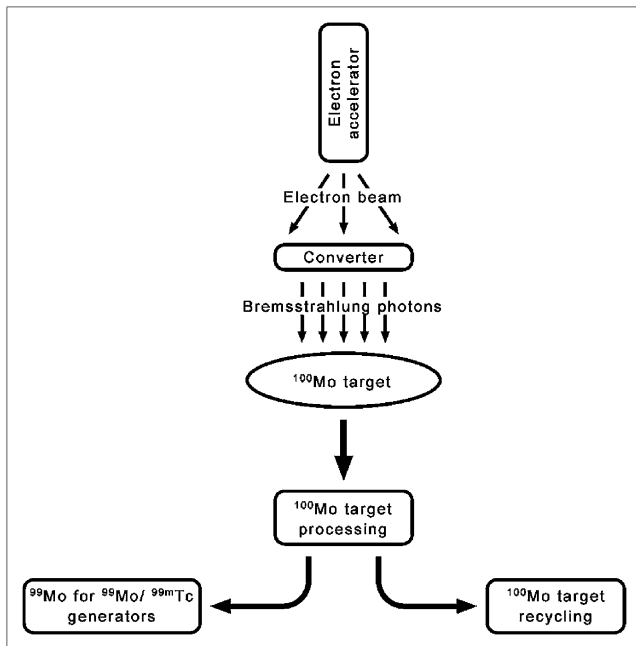 Electron
accelerator
Electron beam
Converter
Bremsstrahlung photons
¹⁰⁰Mo target
¹⁰⁰Mo target
processing
⁹⁹Mo for ⁹⁹Mo/ ⁹⁹ᵐTc
generators
¹⁰⁰Mo target
recycling